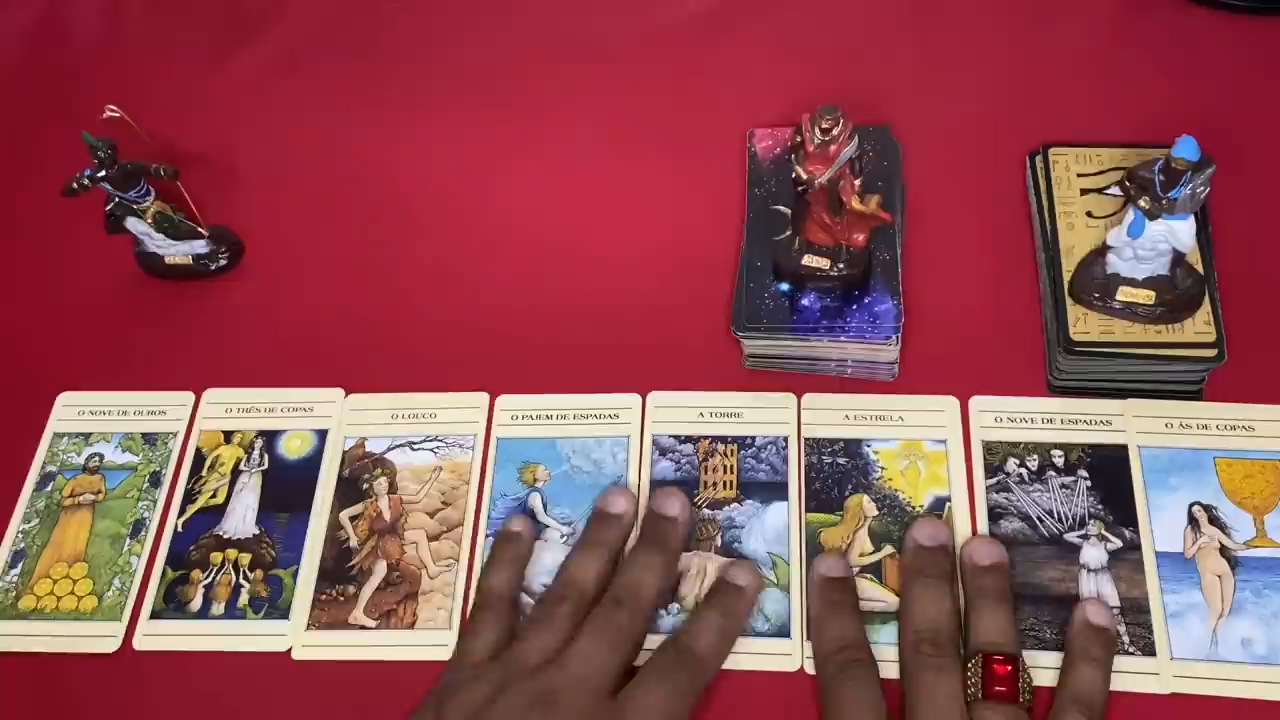 O NOVE DE OUROS
O TRÊS DE COPAS
O LOUCO
O PAJEM DE ESPADAS
A TORRE
A ESTRELA
O NOVE DE ESPADAS
O ÁS DE COPAS